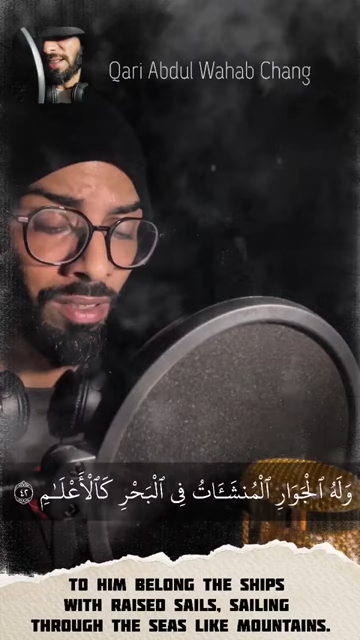 Qari Abdul Wahab Chang
وَلَهُ ٱلْجَوَارِ ٱلْمُنشَـَٔاتُ فِى ٱلْبَحْرِ كَٱلْأَعْلَـٰمِ ٢٤
TO HIM BELONG THE SHIPS
WITH RAISED SAILS, SAILING
THROUGH THE SEAS LIKE MOUNTAINS.